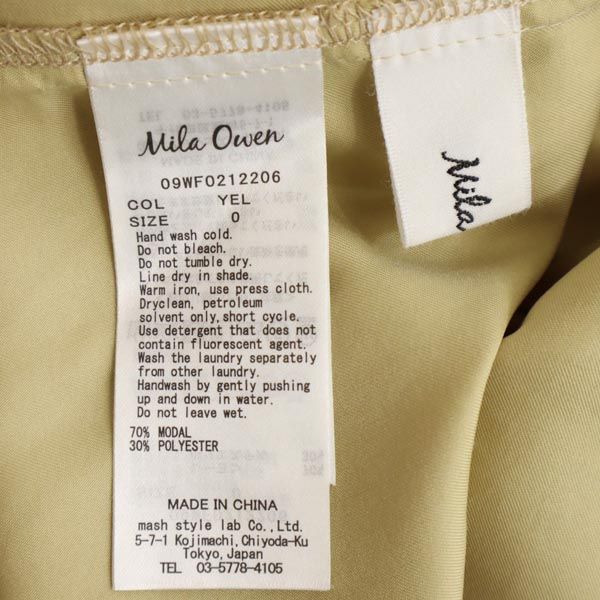 Mila Owen
09WF0212206
COL YEL
SIZE 0
Hand wash cold.
Do not bleach.
Do not tumble dry.
Line dry in shade.
Warm iron, use press cloth.
Dryclean, petroleum
solvent only, short cycle.
Use detergent that does not
contain fluorescent agent.
Wash the laundry separately
from other laundry.
Handwash by gently pushing
up and down in water.
Do not leave wet.
70% MODAL
30% POLYESTER
MADE IN CHINA
mash style lab Co., Ltd.
5-7-1 Kojimachi, Chiyoda-Ku
Tokyo, Japan
TEL 03-5778-4105
Mila